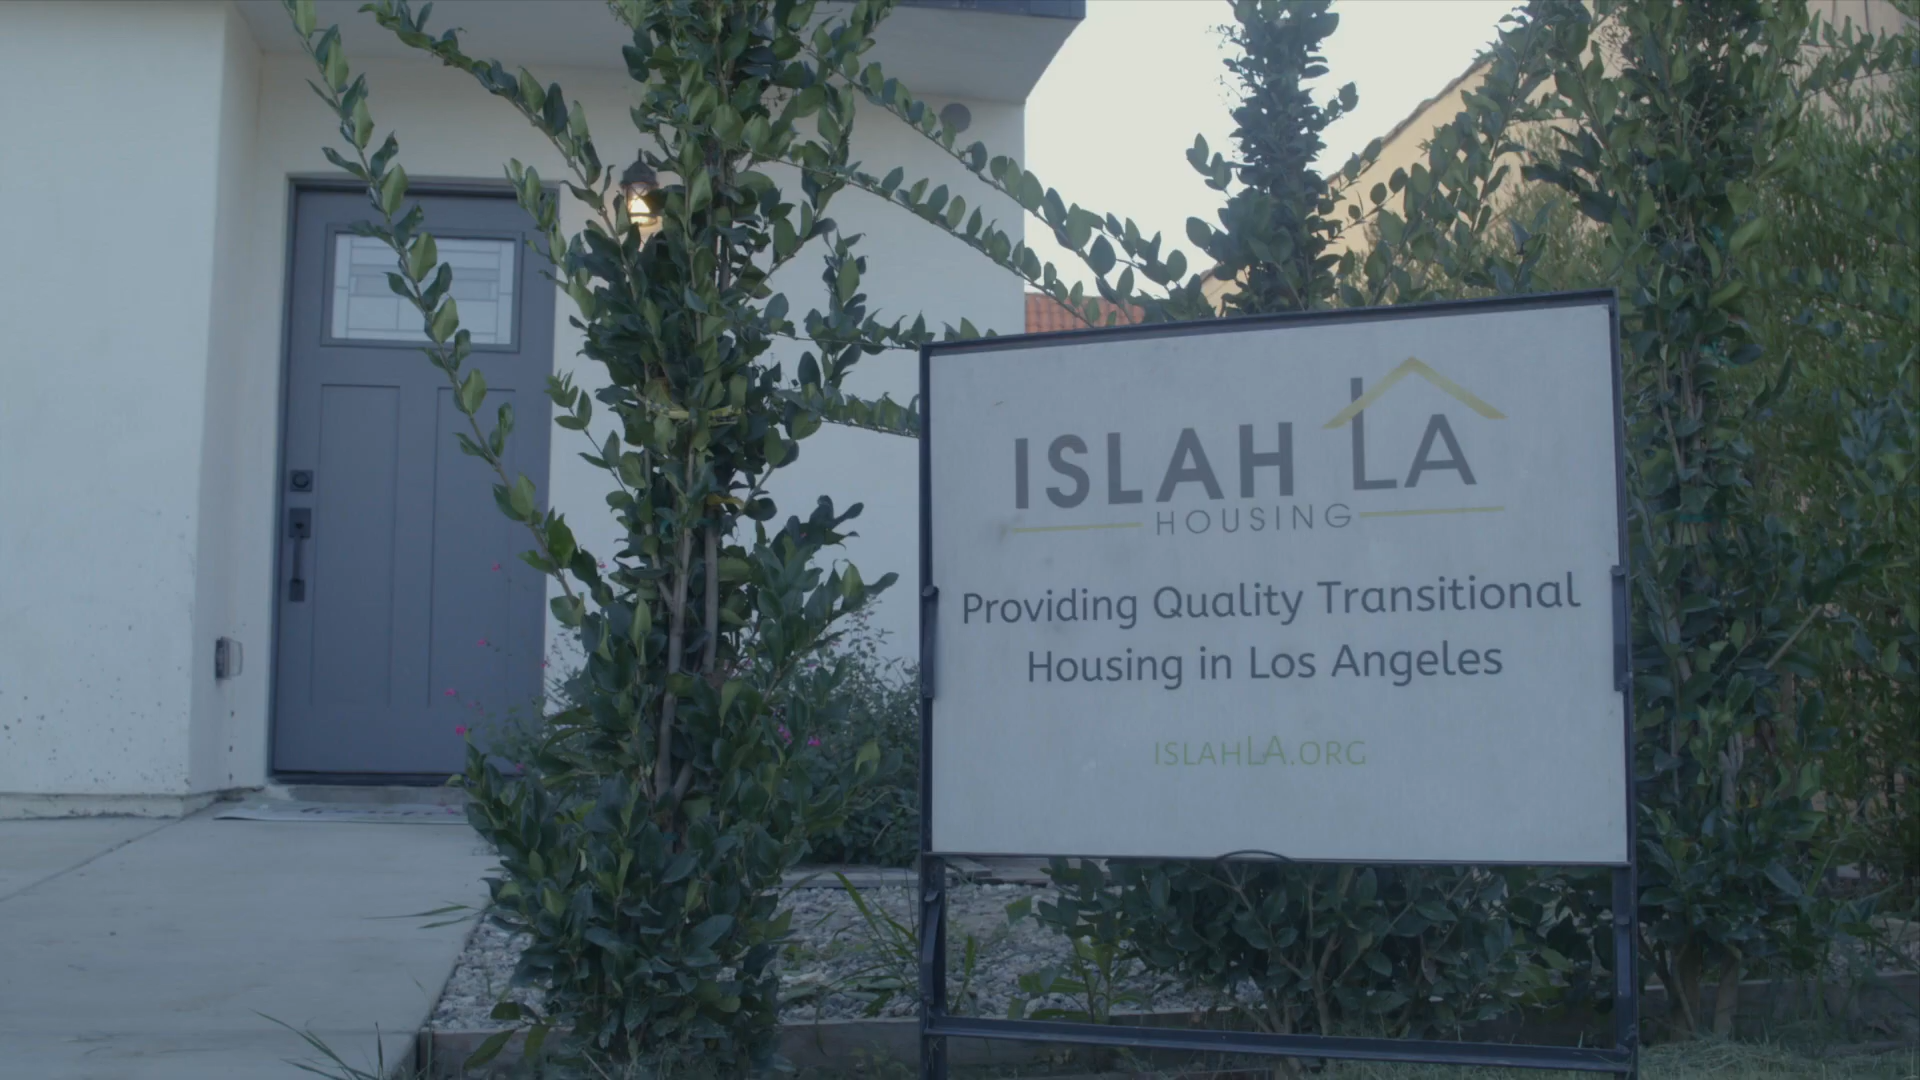 ISLAH LA
HOUSING
Providing Quality Transitional
Housing in Los Angeles
ISLAHLA.ORG